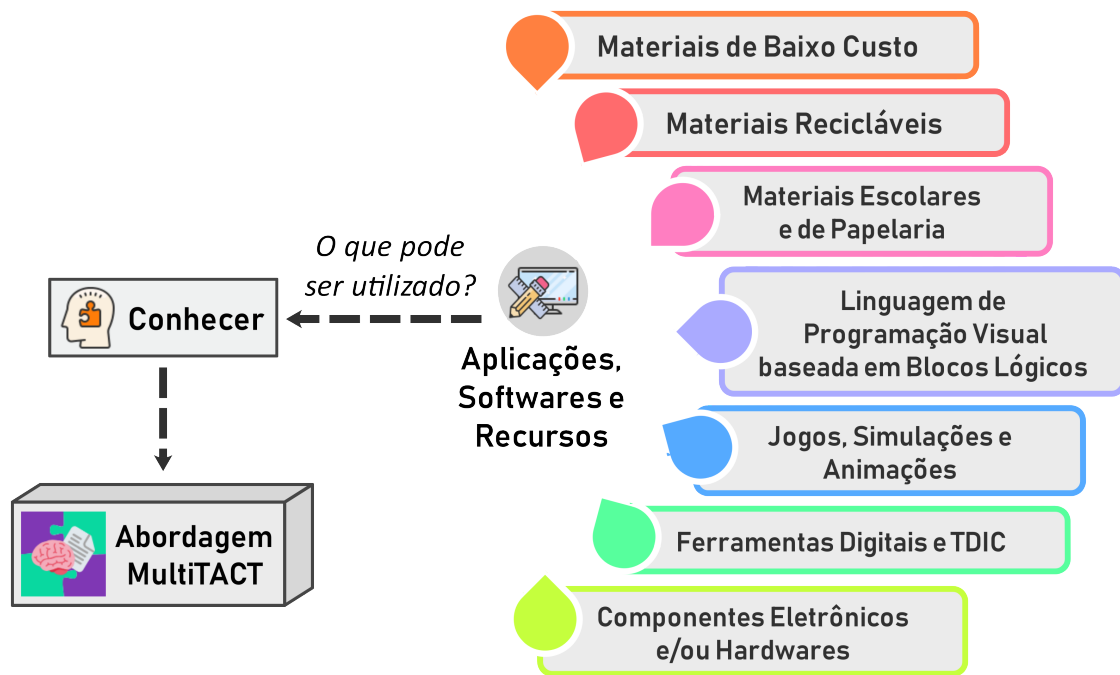 Materiais de Baixo Custo
Materiais Recicláveis
Materiais Escolares
e de Papelaria
Linguagem de
Programação Visual
baseada em Blocos Lógicos
Jogos, Simulações e
Animações
Ferramentas Digitais e TDIC
Componentes Eletrônicos
e/ou Hardwares
Aplicações,
Softwares e
Recursos
O que pode
ser utilizado?
Conhecer
Abordagem
MultiTACT